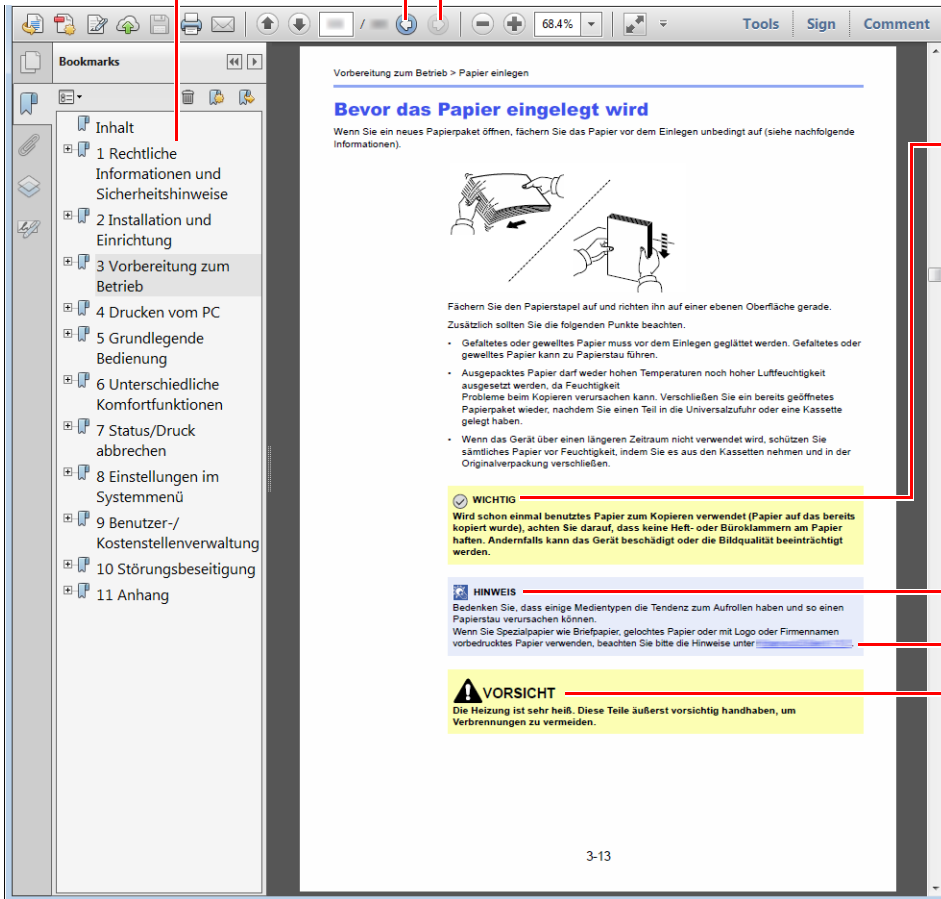 /
68.4%
Tools
Sign
Comment
Bookmarks
Inhalt
1 Rechtliche
Informationen und
Sicherheitshinweise
2 Installation und
Einrichtung
3 Vorbereitung zum
Betrieb
4 Drucken vom PC
5 Grundlegende
Bedienung
6 Unterschiedliche
Komfortfunktionen
7 Status/Druck
abbrechen
8 Einstellungen im
Systemmenü
9 Benutzer-/
Kostenstellenverwaltung
10 Störungsbeseitigung
11 Anhang
Vorbereitung zum Betrieb > Papier einlegen
Bevor das Papier eingelegt wird
Wenn Sie ein neues Papierpaket öffnen, fächern Sie das Papier vor dem Einlegen unbedingt auf (siehe nachfolgende
Informationen).
Fächern Sie den Papierstapel auf und richten ihn auf einer ebenen Oberfläche gerade.
Zusätzlich sollten Sie die folgenden Punkte beachten.
• Gefaltetes oder gewelltes Papier muss vor dem Einlegen geglättet werden. Gefaltetes oder
gewelltes Papier kann zu Papierstau führen.
• Ausgepacktes Papier darf weder hohen Temperaturen noch hoher Luftfeuchtigkeit
ausgesetzt werden, da Feuchtigkeit
Probleme beim Kopieren verursachen kann. Verschließen Sie ein bereits geöffnetes
Papierpaket wieder, nachdem Sie einen Teil in die Universalzufuhr oder eine Kassette
gelegt haben.
• Wenn das Gerät über einen längeren Zeitraum nicht verwendet wird, schützen Sie
sämtliches Papier vor Feuchtigkeit, indem Sie es aus den Kassetten nehmen und in der
Originalverpackung verschließen.
WICHTIG
Wird schon einmal benutztes Papier zum Kopieren verwendet (Papier auf das bereits
kopiert wurde), achten Sie darauf, dass keine Heft- oder Büroklammern am Papier
haften. Andernfalls kann das Gerät beschädigt oder die Bildqualität beeinträchtigt
werden.
HINWEIS
Bedenken Sie, dass einige Medientypen die Tendenz zum Aufrollen haben und so einen
Papierstau verursachen können.
Wenn Sie Spezialpapier wie Briefpapier, gelochtes Papier oder mit Logo oder Firmennamen
vorbedrucktes Papier verwenden, beachten Sie bitte die Hinweise unter .
VORSICHT
Die Heizung ist sehr heiß. Diese Teile äußerst vorsichtig handhaben, um
Verbrennungen zu vermeiden.
3-13